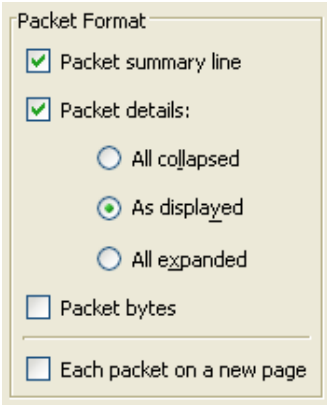 Packet Format
Packet summary line
Packet details:
All collapsed
As displayed
All expanded
Packet bytes
Each packet on a new page